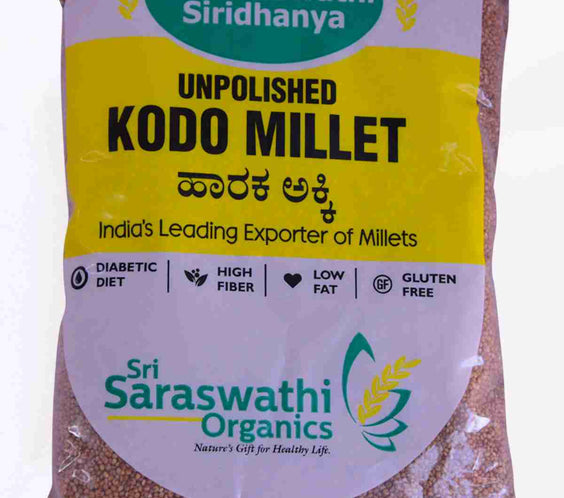 Siridhanya
UNPOLISHED
KODO MILLET
ಹಾರಕ ಅಕ್ಕಿ
India's Leading Exporter of Millets
DIABETIC
DIET
HIGH
FIBER
LOW
FAT
GF
GLUTEN
FREE
Sri
Saraswathi
Organics
Nature's Gift for Healthy Life.